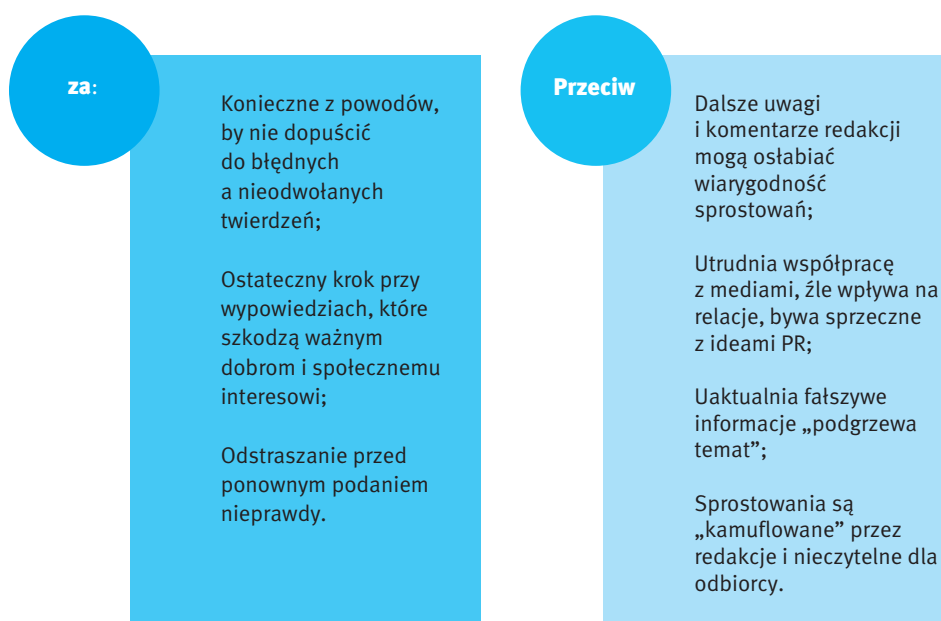 za:
Konieczne z powodów,
by nie dopuścić
do błędnych
a nieodwołanych
twierdzeń;
Ostateczny krok przy
wypowiedziach, które
szkodzą ważnym
dobrom i społecznemu
interesowi;
Odstraszanie przed
ponownym podaniem
nieprawdy.
Przeciw
Dalsze uwagi
i komentarze redakcji
mogą osłabiać
wiarygodność
sprostowań;
Utrudnia współpracę
z mediami, źle wpływa na
relacje, bywa sprzeczne
z ideami PR;
Uaktualnia fałszywe
informacje „podgrzewa
temat”;
Sprostowania są
„kamuflowane” przez
redakcje i nieczytelne dla
odbiorcy.